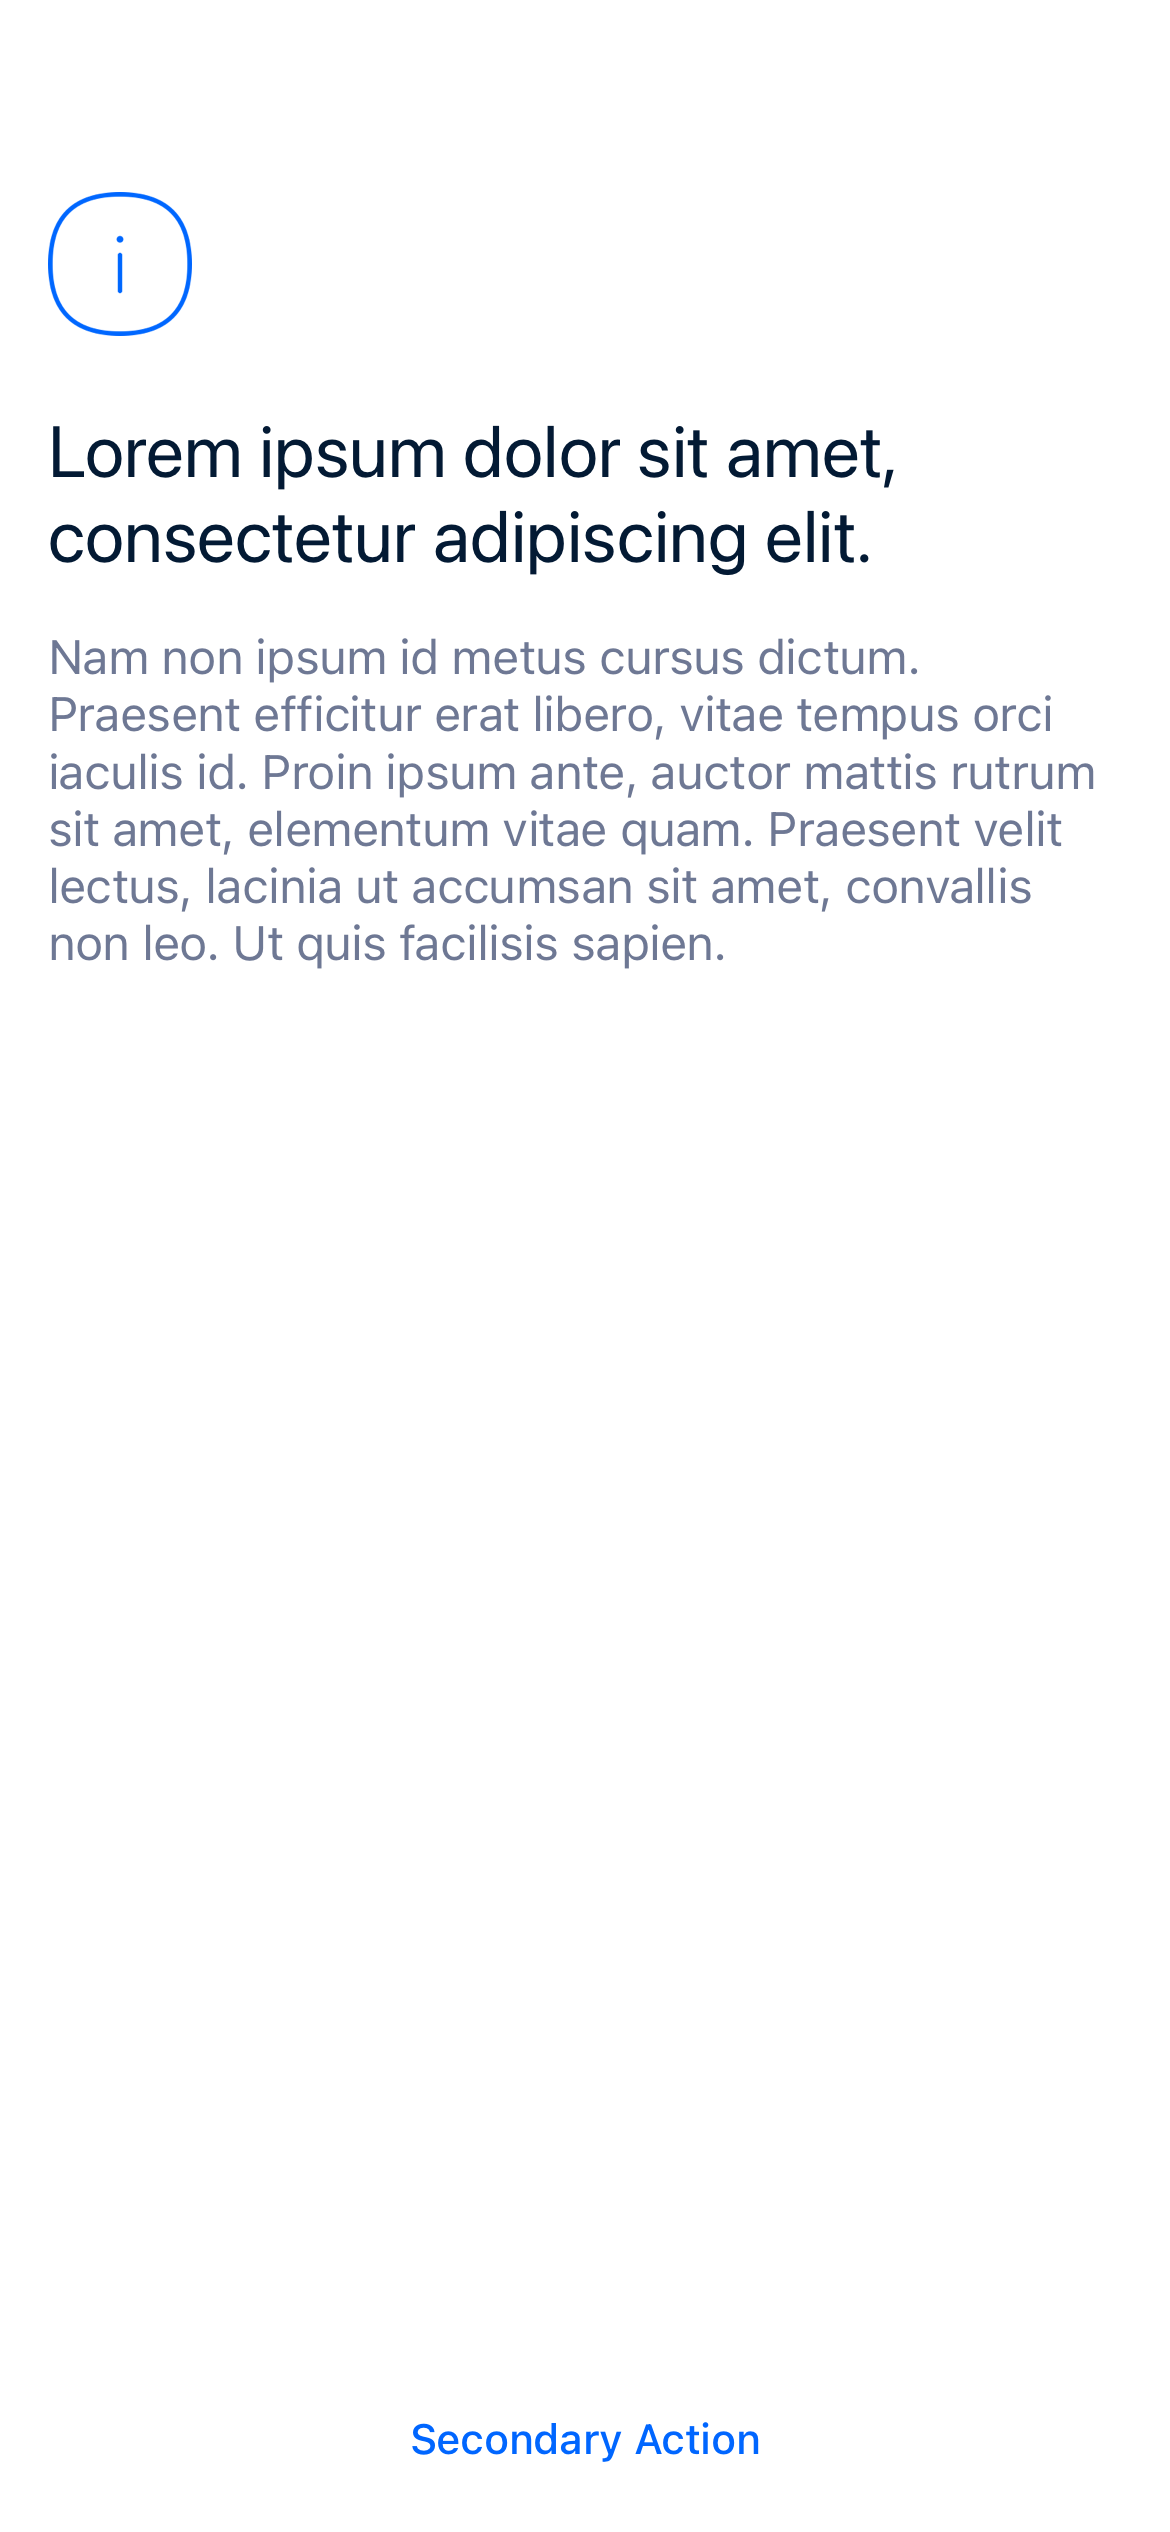 Lorem ipsum dolor sit amet,
consectetur adipiscing elit.
Nam non ipsum id metus cursus dictum.
Praesent efficitur erat libero, vitae tempus orci
iaculis id. Proin ipsum ante, auctor mattis rutrum
sit amet, elementum vitae quam. Praesent velit
lectus, lacinia ut accumsan sit amet, convallis
non leo. Ut quis facilisis sapien.
Secondary Action